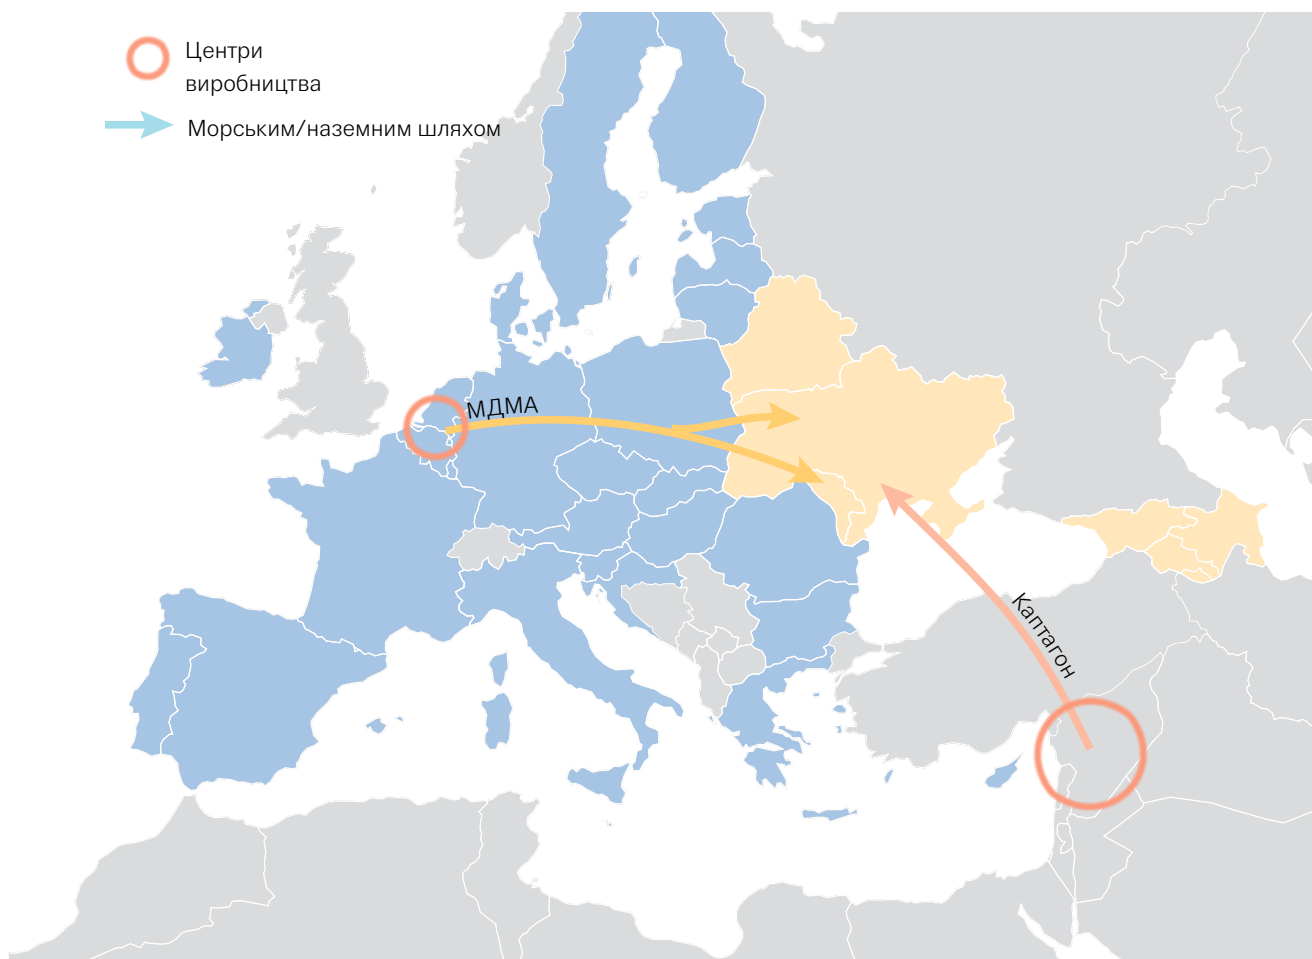 Центри
виробництва
Морським/наземним шляхом
МДМА
Каптагон